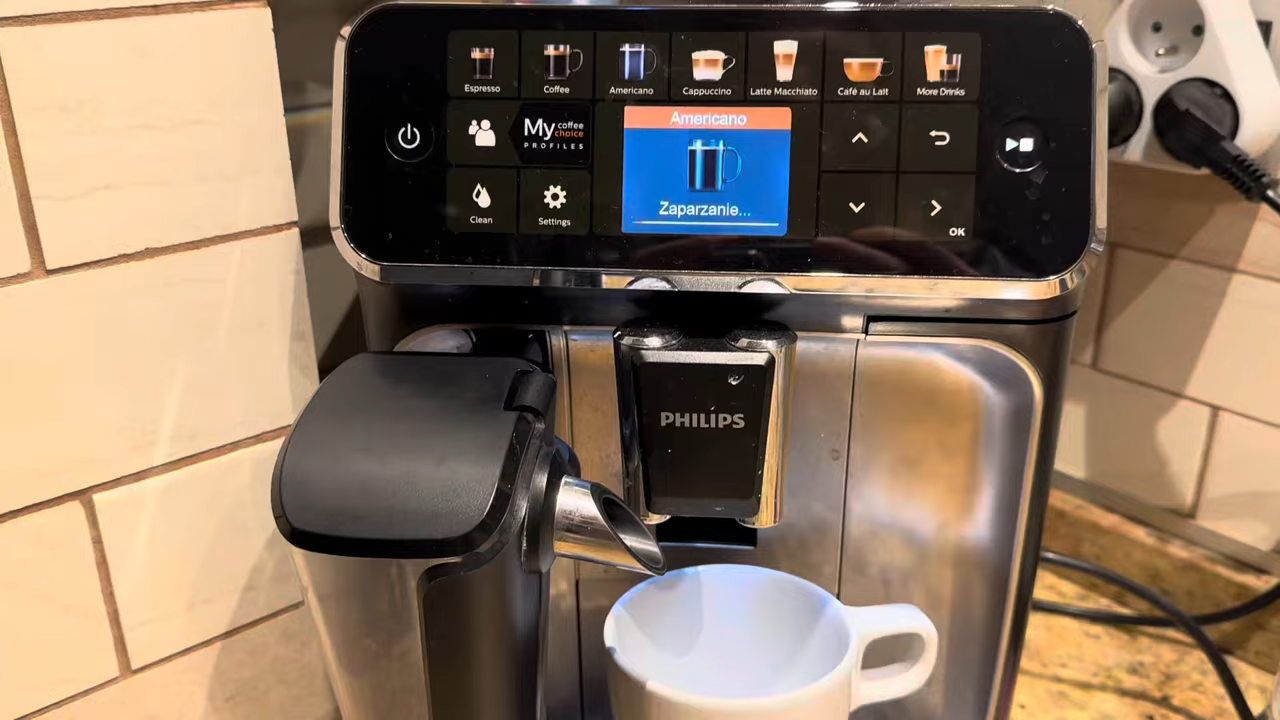 Espresso
Coffee
Americano
Cappuccino
Latte Macchiato
Café au Lait
More Drinks
My coffee choice
PROFILES
Americano
Zaparzanie...
Clean
Settings
OK
PHILIPS